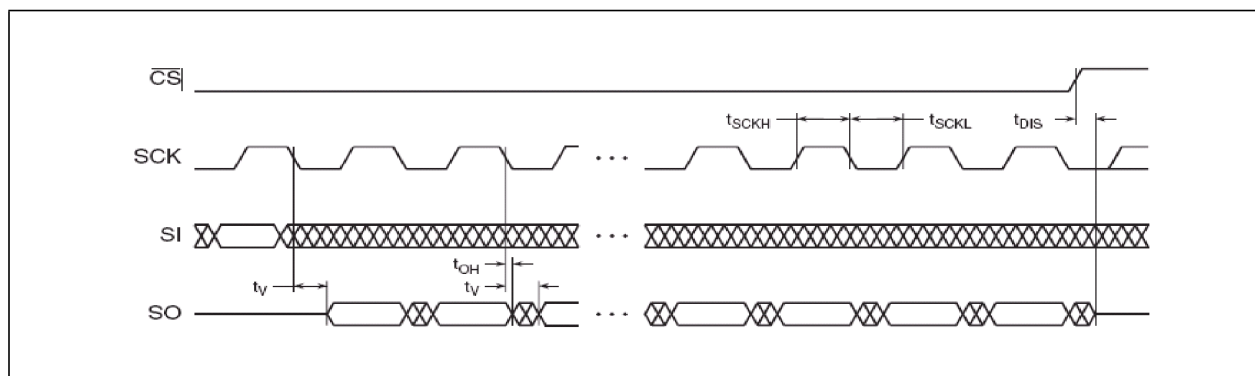 CS
tSCKH
tSCKL
tDIS
SCK
...
SI
...
tOH
tV
tV
SO
...